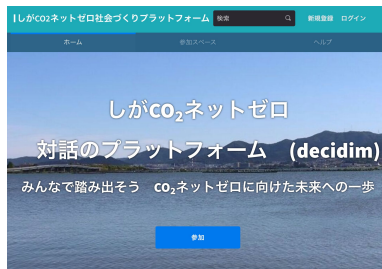 しがCO2ネットゼロ社会づくりプラットフォーム 検索 新規登録 ログイン
ホーム 参加スペース ヘルプ
しがCO₂ネットゼロ
対話のプラットフォーム (decidim)
みんなで踏み出そう CO₂ネットゼロに向けた未来への一歩
参加